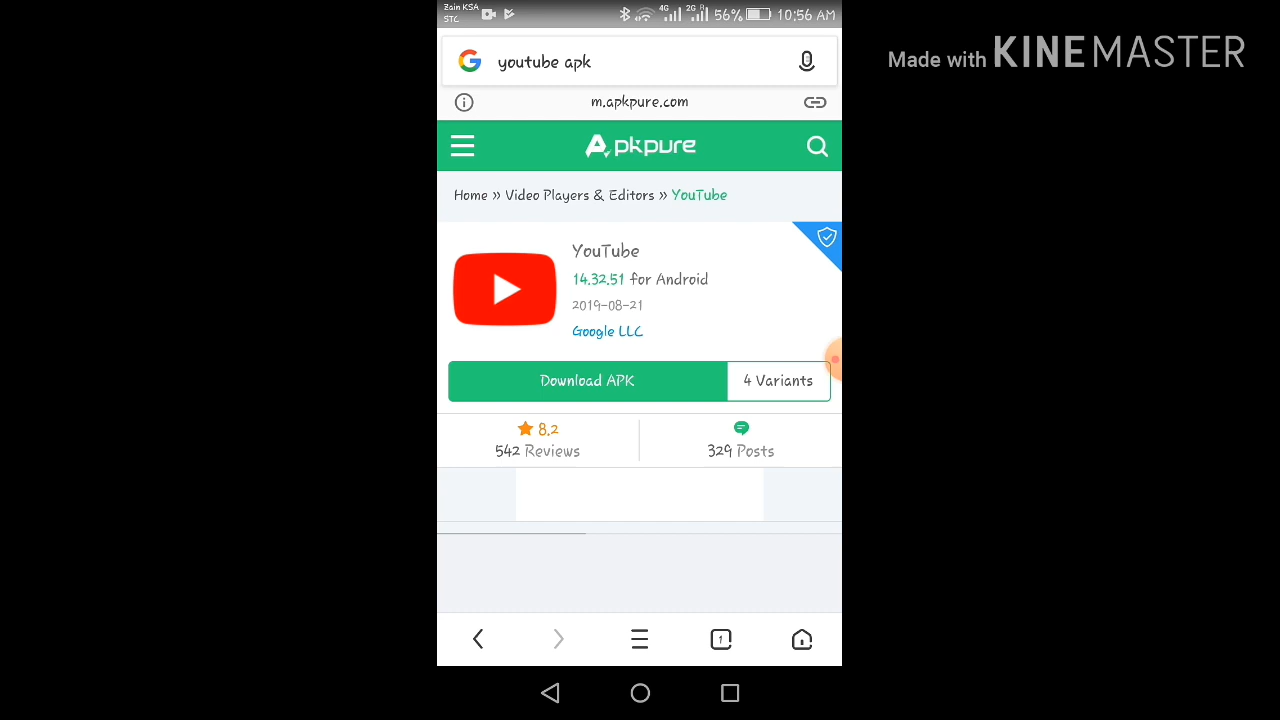 Zain KSA
STC
4G 2G R 56% 10:56 AM
Made with KINEMASTER
youtube apk
m.apkpure.com
Apkpure
Home » Video Players & Editors » YouTube
YouTube
14.32.51 for Android
2019-08-21
Google LLC
Download APK
4 Variants
8.2
542 Reviews
329 Posts
1